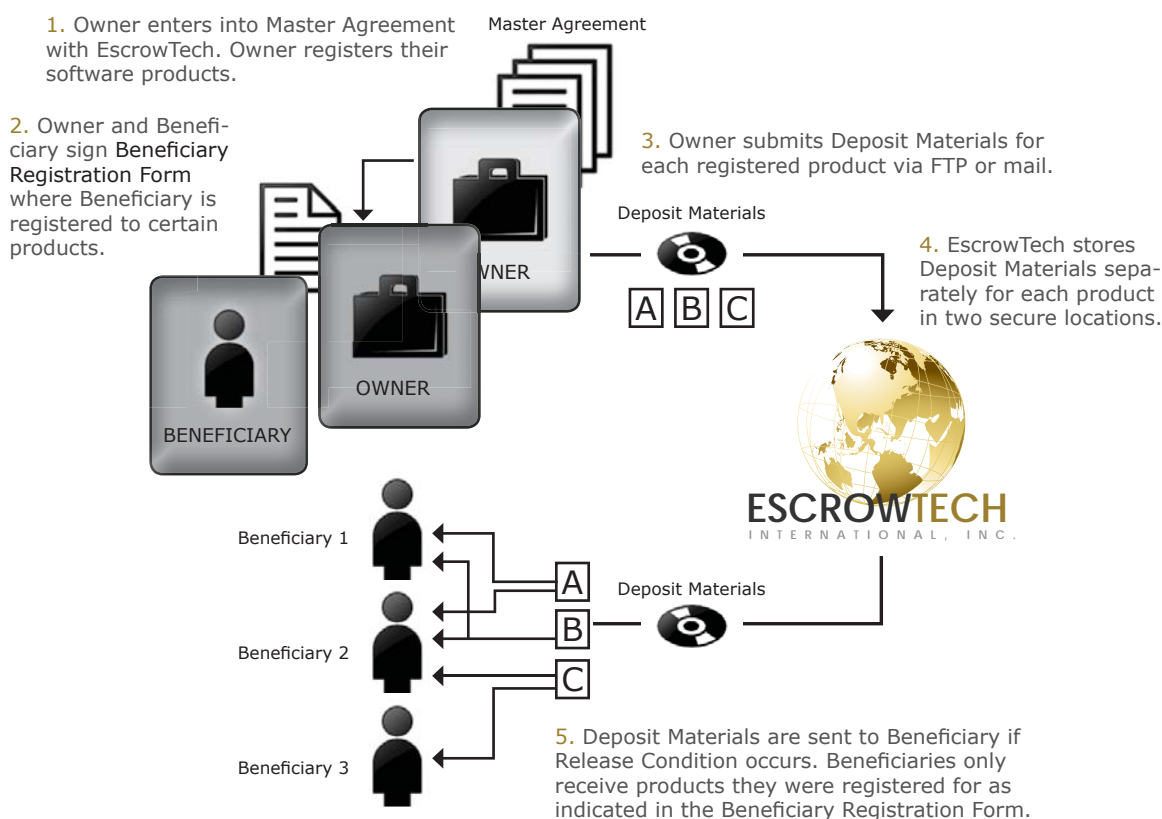 1. Owner enters into Master Agreement
with EscrowTech. Owner registers their
software products.
Master Agreement
2. Owner and Benefi-
ciary sign Beneficiary
Registration Form
where Beneficiary is
registered to certain
products.
3. Owner submits Deposit Materials for
each registered product via FTP or mail.
Deposit Materials
A B C
4. EscrowTech stores
Deposit Materials sepa-
rately for each product
in two secure locations.
WNER
OWNER
BENEFICIARY
ESCROWTECH
INTERNATIONAL, INC.
Beneficiary 1
Beneficiary 2
Beneficiary 3
A
B
C
Deposit Materials
5. Deposit Materials are sent to Beneficiary if
Release Condition occurs. Beneficiaries only
receive products they were registered for as
indicated in the Beneficiary Registration Form.